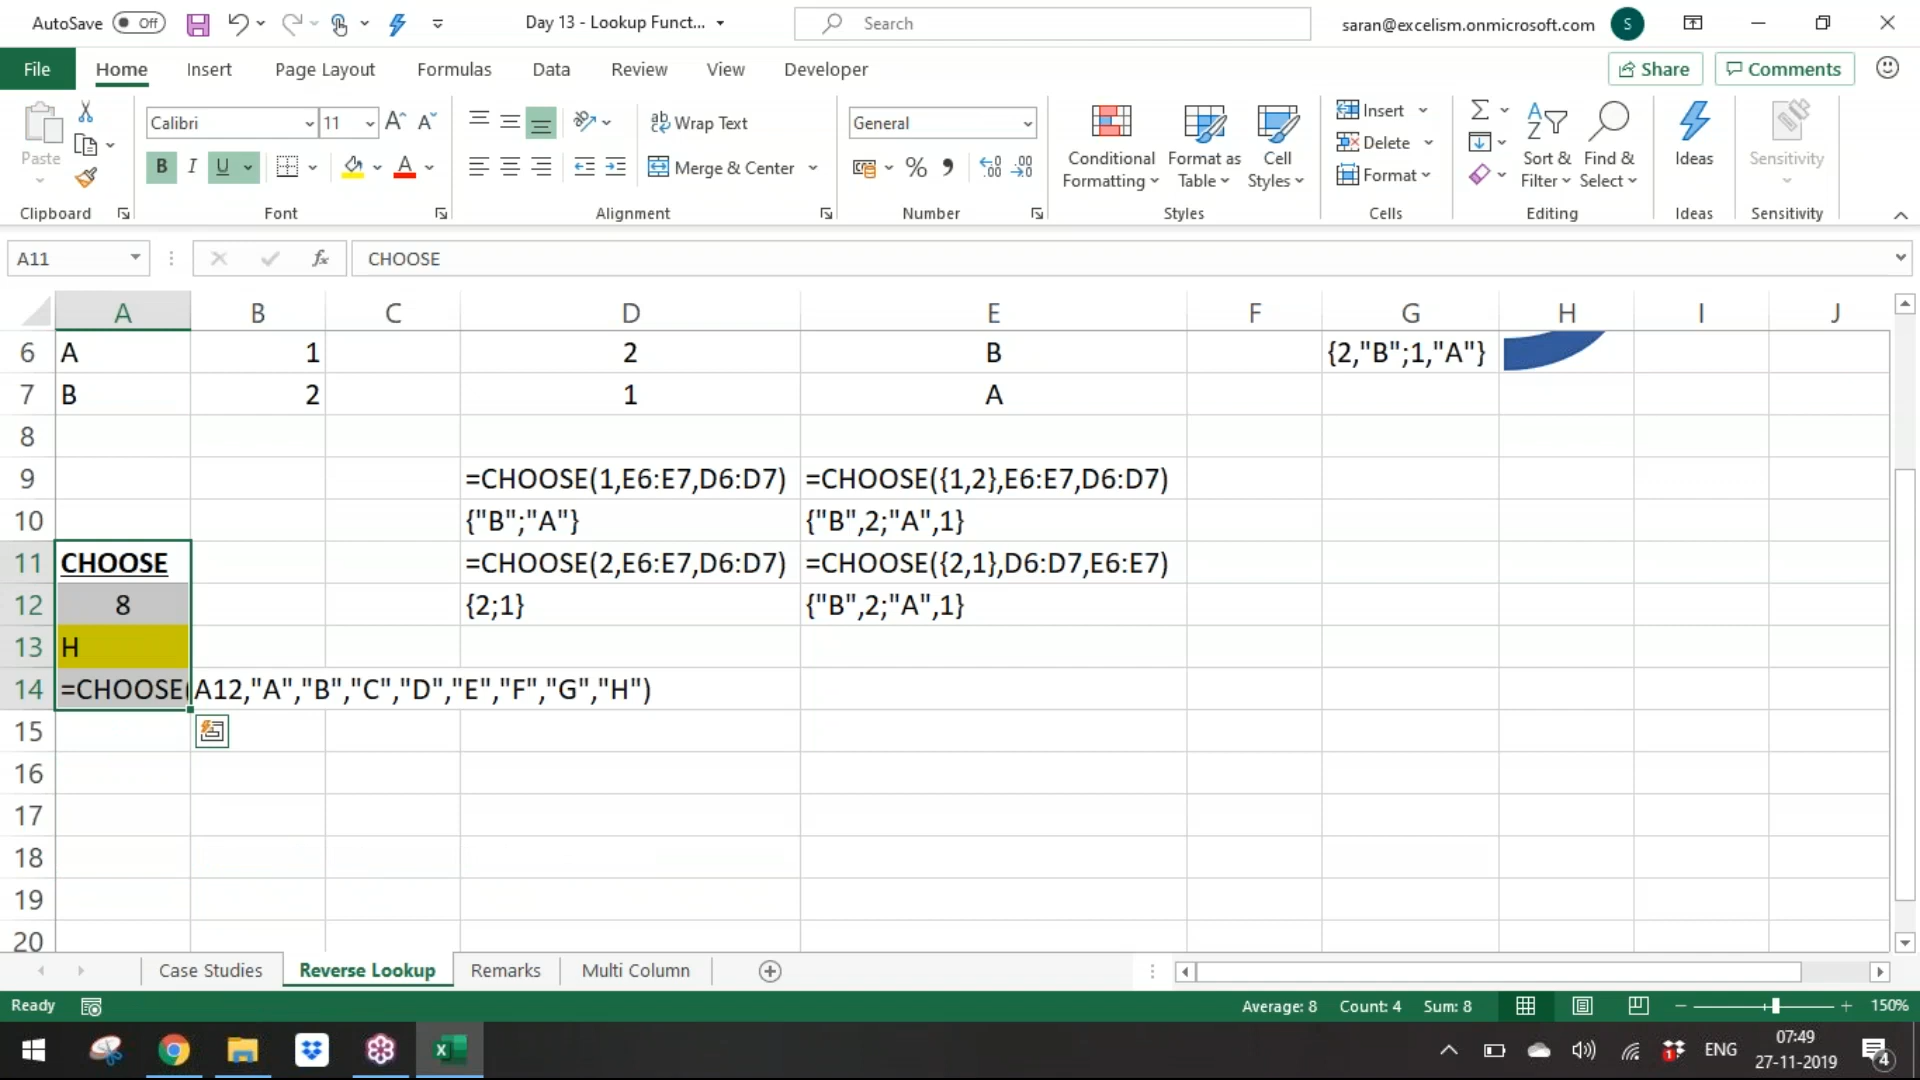 AutoSave Off Day 13 - Lookup Funct... Search saran@excelism.onmicrosoft.com S
File Home Insert Page Layout Formulas Data Review View Developer Share Comments
Paste Calibri 11 A A Wrap Text General Conditional Formatting Format as Table Cell Styles Insert Sort & Filter Find & Select Ideas Sensitivity
B I U A Merge & Center % Delete
Format
Clipboard Font Alignment Number Styles Cells Editing Ideas Sensitivity
A11 fx CHOOSE
A B C D E F G H I J
6 A 1 2 B {2,"B";1,"A"}
7 B 2 1 A
8
9 =CHOOSE(1,E6:E7,D6:D7) =CHOOSE({1,2},E6:E7,D6:D7)
10 {"B";"A"} {"B",2;"A",1}
11 CHOOSE =CHOOSE(2,E6:E7,D6:D7) =CHOOSE({2,1},D6:D7,E6:E7)
12 8 {2;1} {"B",2;"A",1}
13 H
14 =CHOOSE(A12,"A","B","C","D","E","F","G","H")
15
16
17
18
19
20
Case Studies Reverse Lookup Remarks Multi Column
Ready Average: 8 Count: 4 Sum: 8 150%
ENG 07:49
27-11-2019 4